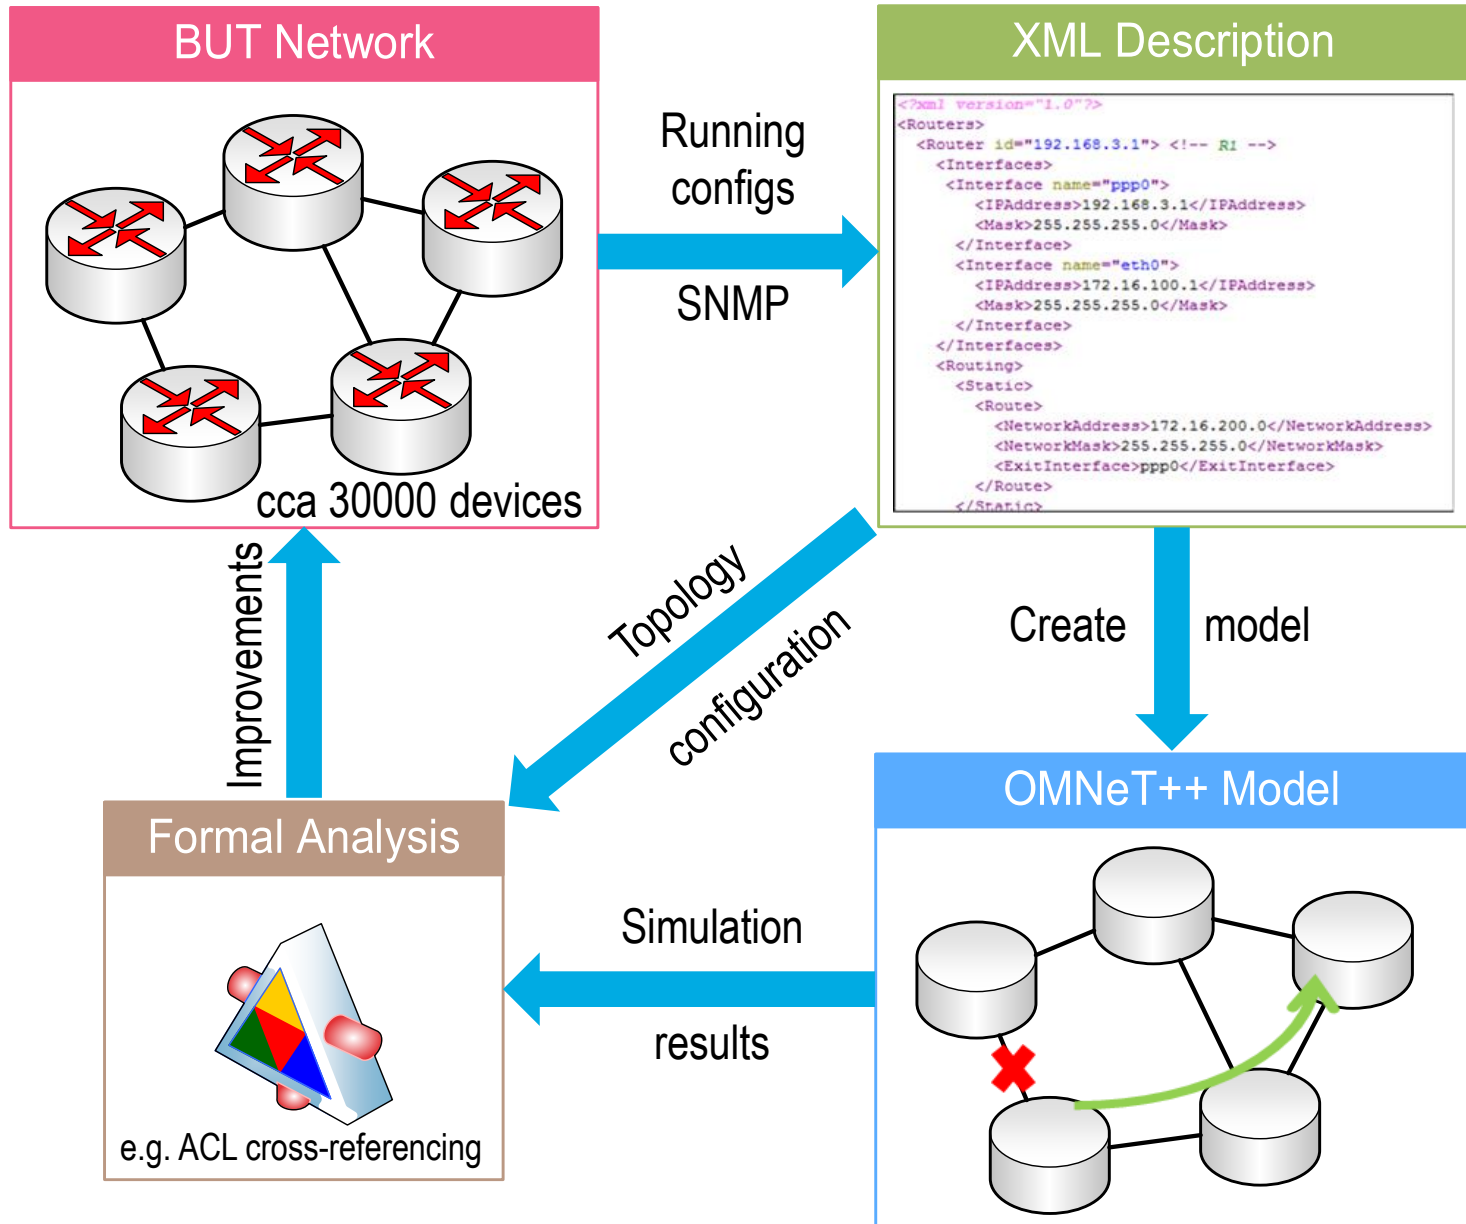 BUT Network
cca 30000 devices
Running
configs
SNMP
XML Description
<?xml version="1.0"?>
<Routers>
<Router id="192.168.3.1"> <!-- R1 -->
<Interfaces>
<Interface name="ppp0">
<IPAddress>192.168.3.1</IPAddress>
<Mask>255.255.255.0</Mask>
</Interface>
<Interface name="eth0">
<IPAddress>172.16.100.1</IPAddress>
<Mask>255.255.255.0</Mask>
</Interface>
</Interfaces>
<Routing>
<Static>
<Route>
<NetworkAddress>172.16.200.0</NetworkAddress>
<NetworkMask>255.255.255.0</NetworkMask>
<ExitInterface>ppp0</ExitInterface>
</Route>
</Static>
Improvements
Topology
configuration
Create model
Formal Analysis
e.g. ACL cross-referencing
Simulation
results
OMNeT++ Model